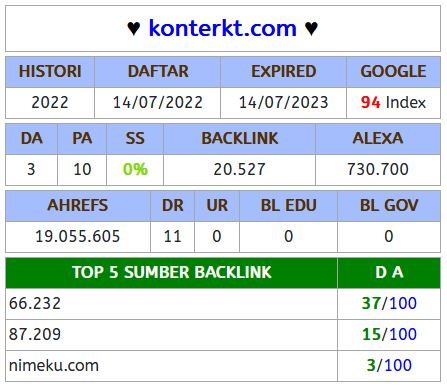 ♥ konterkt.com ♥
HISTORI DAFTAR EXPIRED GOOGLE
2022 14/07/2022 14/07/2023 94 Index
DA PA SS BACKLINK ALEXA
3 10 0% 20.527 730.700
AHREFS DR UR BL EDU BL GOV
19.055.605 11 0 0 0
TOP 5 SUMBER BACKLINK D A
66.232 37/100
87.209 15/100
nimeku.com 3/100